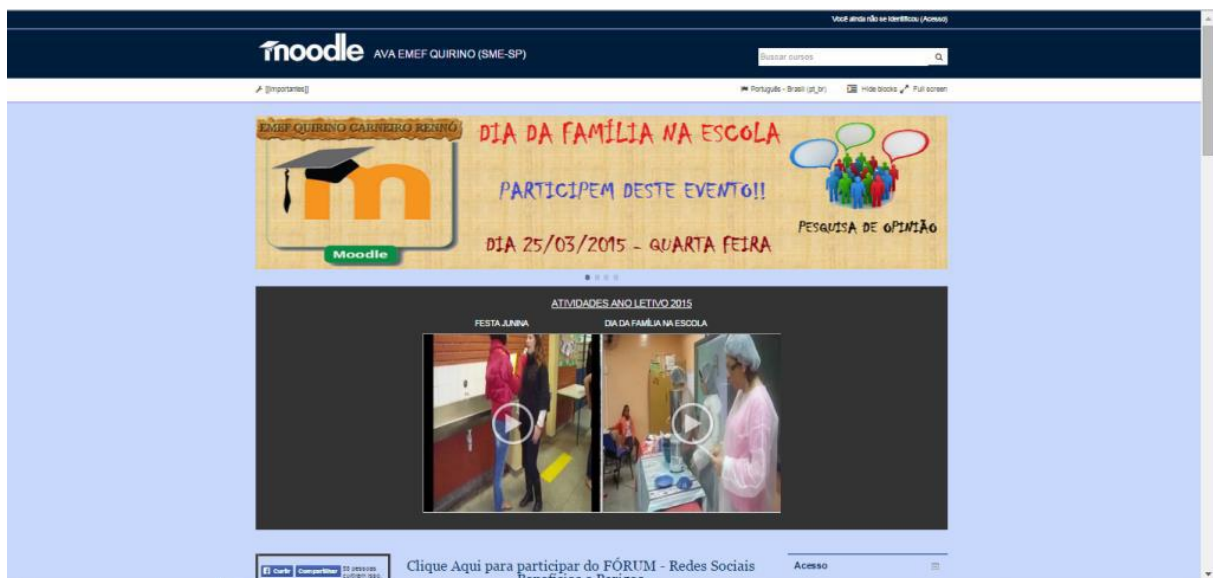 Você ainda não se identificou (Acesso)
moodle AVA EMEF QUIRINO (SME-SP)
Buscar cursos
[[Importantes]]
Português - Brasil (pt_br) Hide blocks Full screen
EMEF QUIRINO CARNEIRO RENNÓ
Moodle
DIA DA FAMÍLIA NA ESCOLA
PARTICIPEM DESTE EVENTO!!
DIA 25/03/2015 - QUARTA FEIRA
PESQUISA DE OPINIÃO
ATIVIDADES ANO LETIVO 2015
FESTA JUNINA DIA DA FAMÍLIA NA ESCOLA
Curtir Compartilhar
pessoas
Clique Aqui para participar do FÓRUM - Redes Sociais
Benefícios e Perigos
Acesso